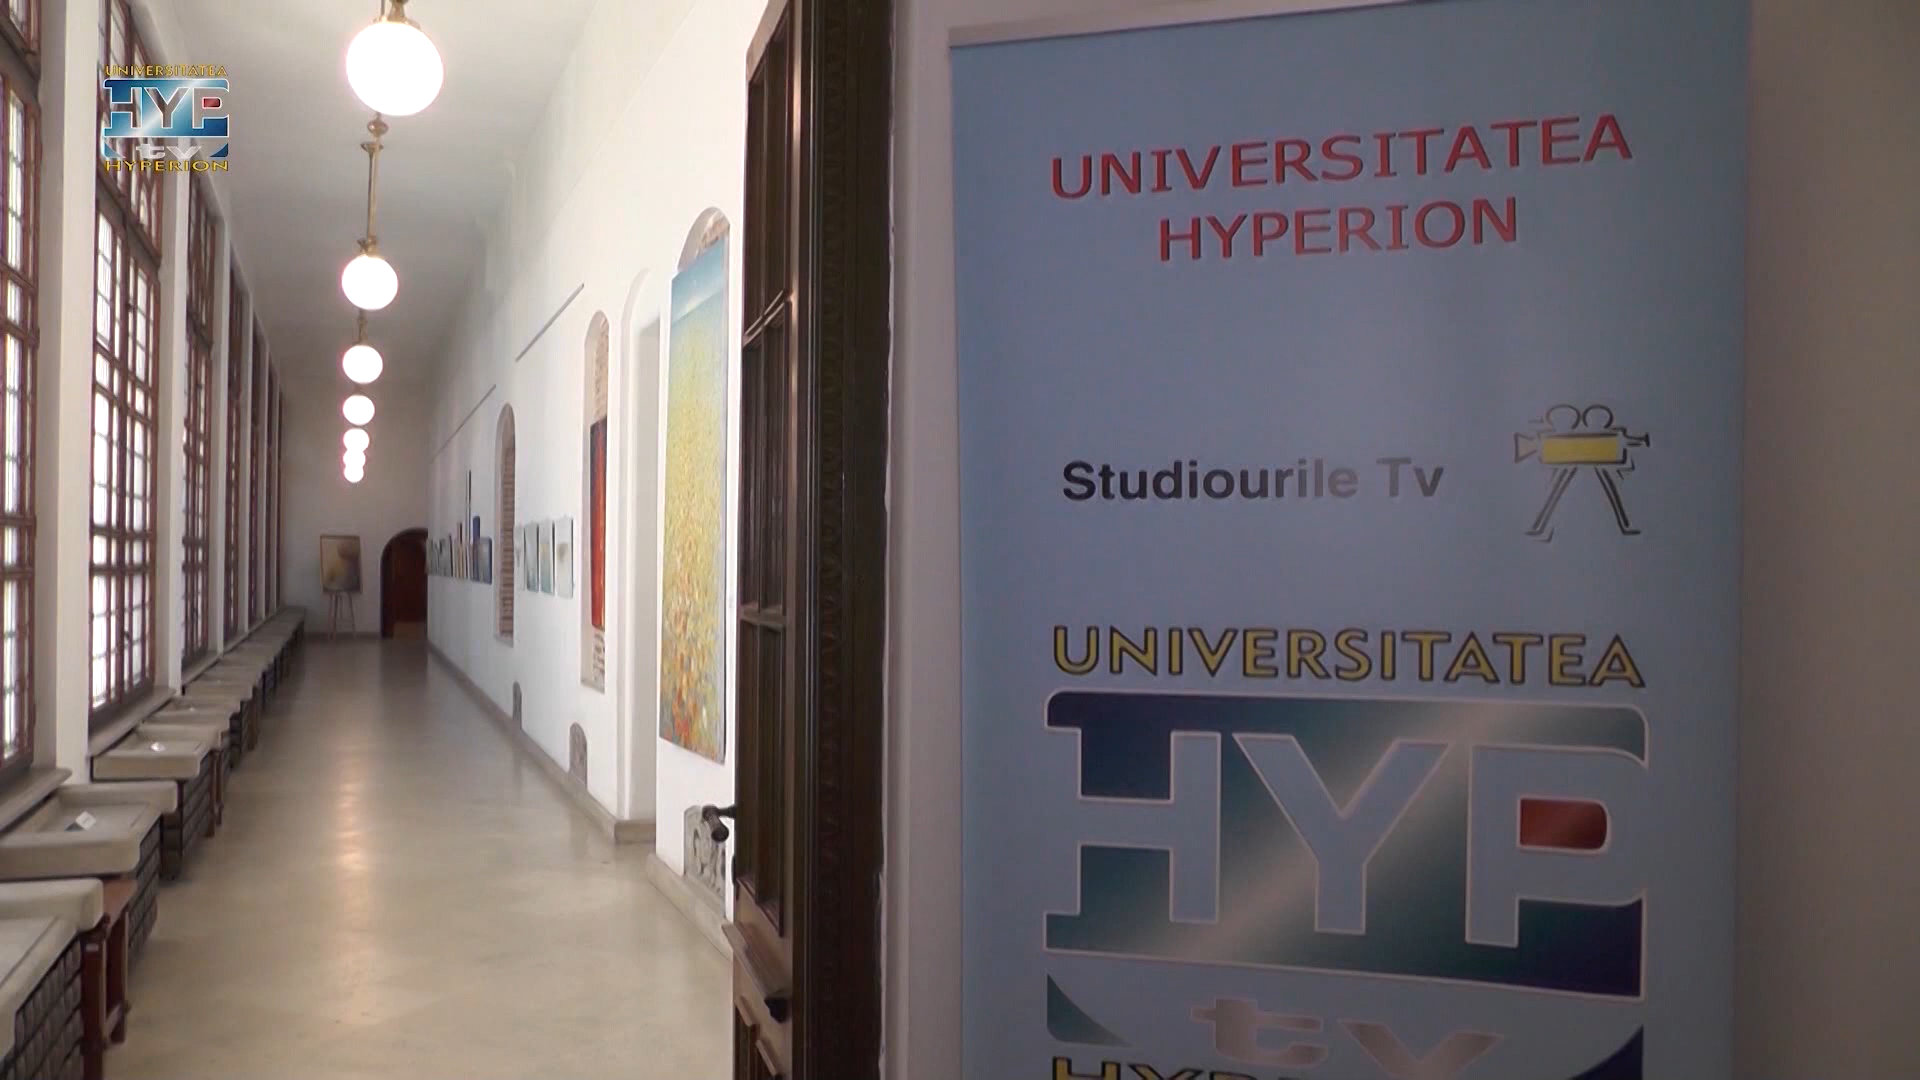 UNIVERSITATEA
HYP
tv
HYPERION
UNIVERSITATEA
HYPERION
Studiourile Tv
UNIVERSITATEA
HYP
tv